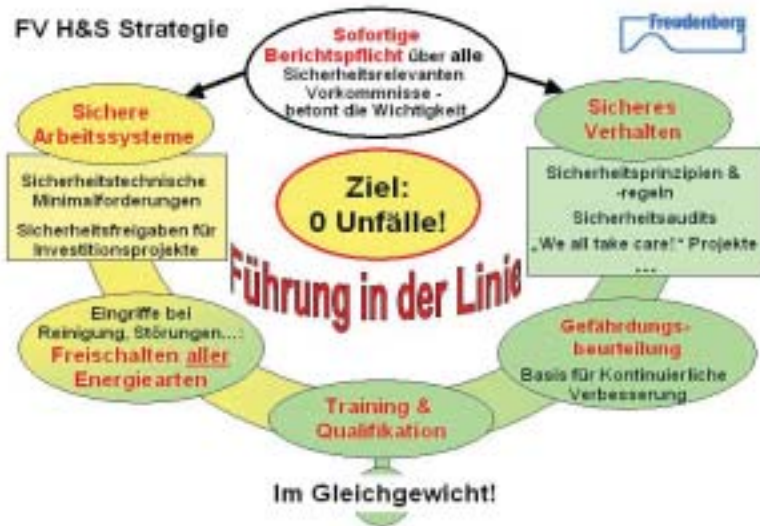 FV H&S Strategie
Freudenberg
Sofortige
Berichtspflicht über alle
Sicherheitsrelevanten
Vorkommnisse -
betont die Wichtigkeit
Sichere
Arbeitssysteme
Sicheres
Verhalten
Sicherheitstechnische
Minimalforderungen
Sicherheitsfreigaben für
Investitionsprojekte
Ziel:
0 Unfälle!
Sicherheitsprinzipien &
-regeln
Sicherheitsaudits
„We all take care!“ Projekte
...
Führung in der Linie
Eingriffe bei
Reinigung, Störungen...:
Freischalten aller
Energiearten
Gefährdungs-
beurteilung
Basis für Kontinuierliche
Verbesserung
Training &
Qualifikation
Im Gleichgewicht!